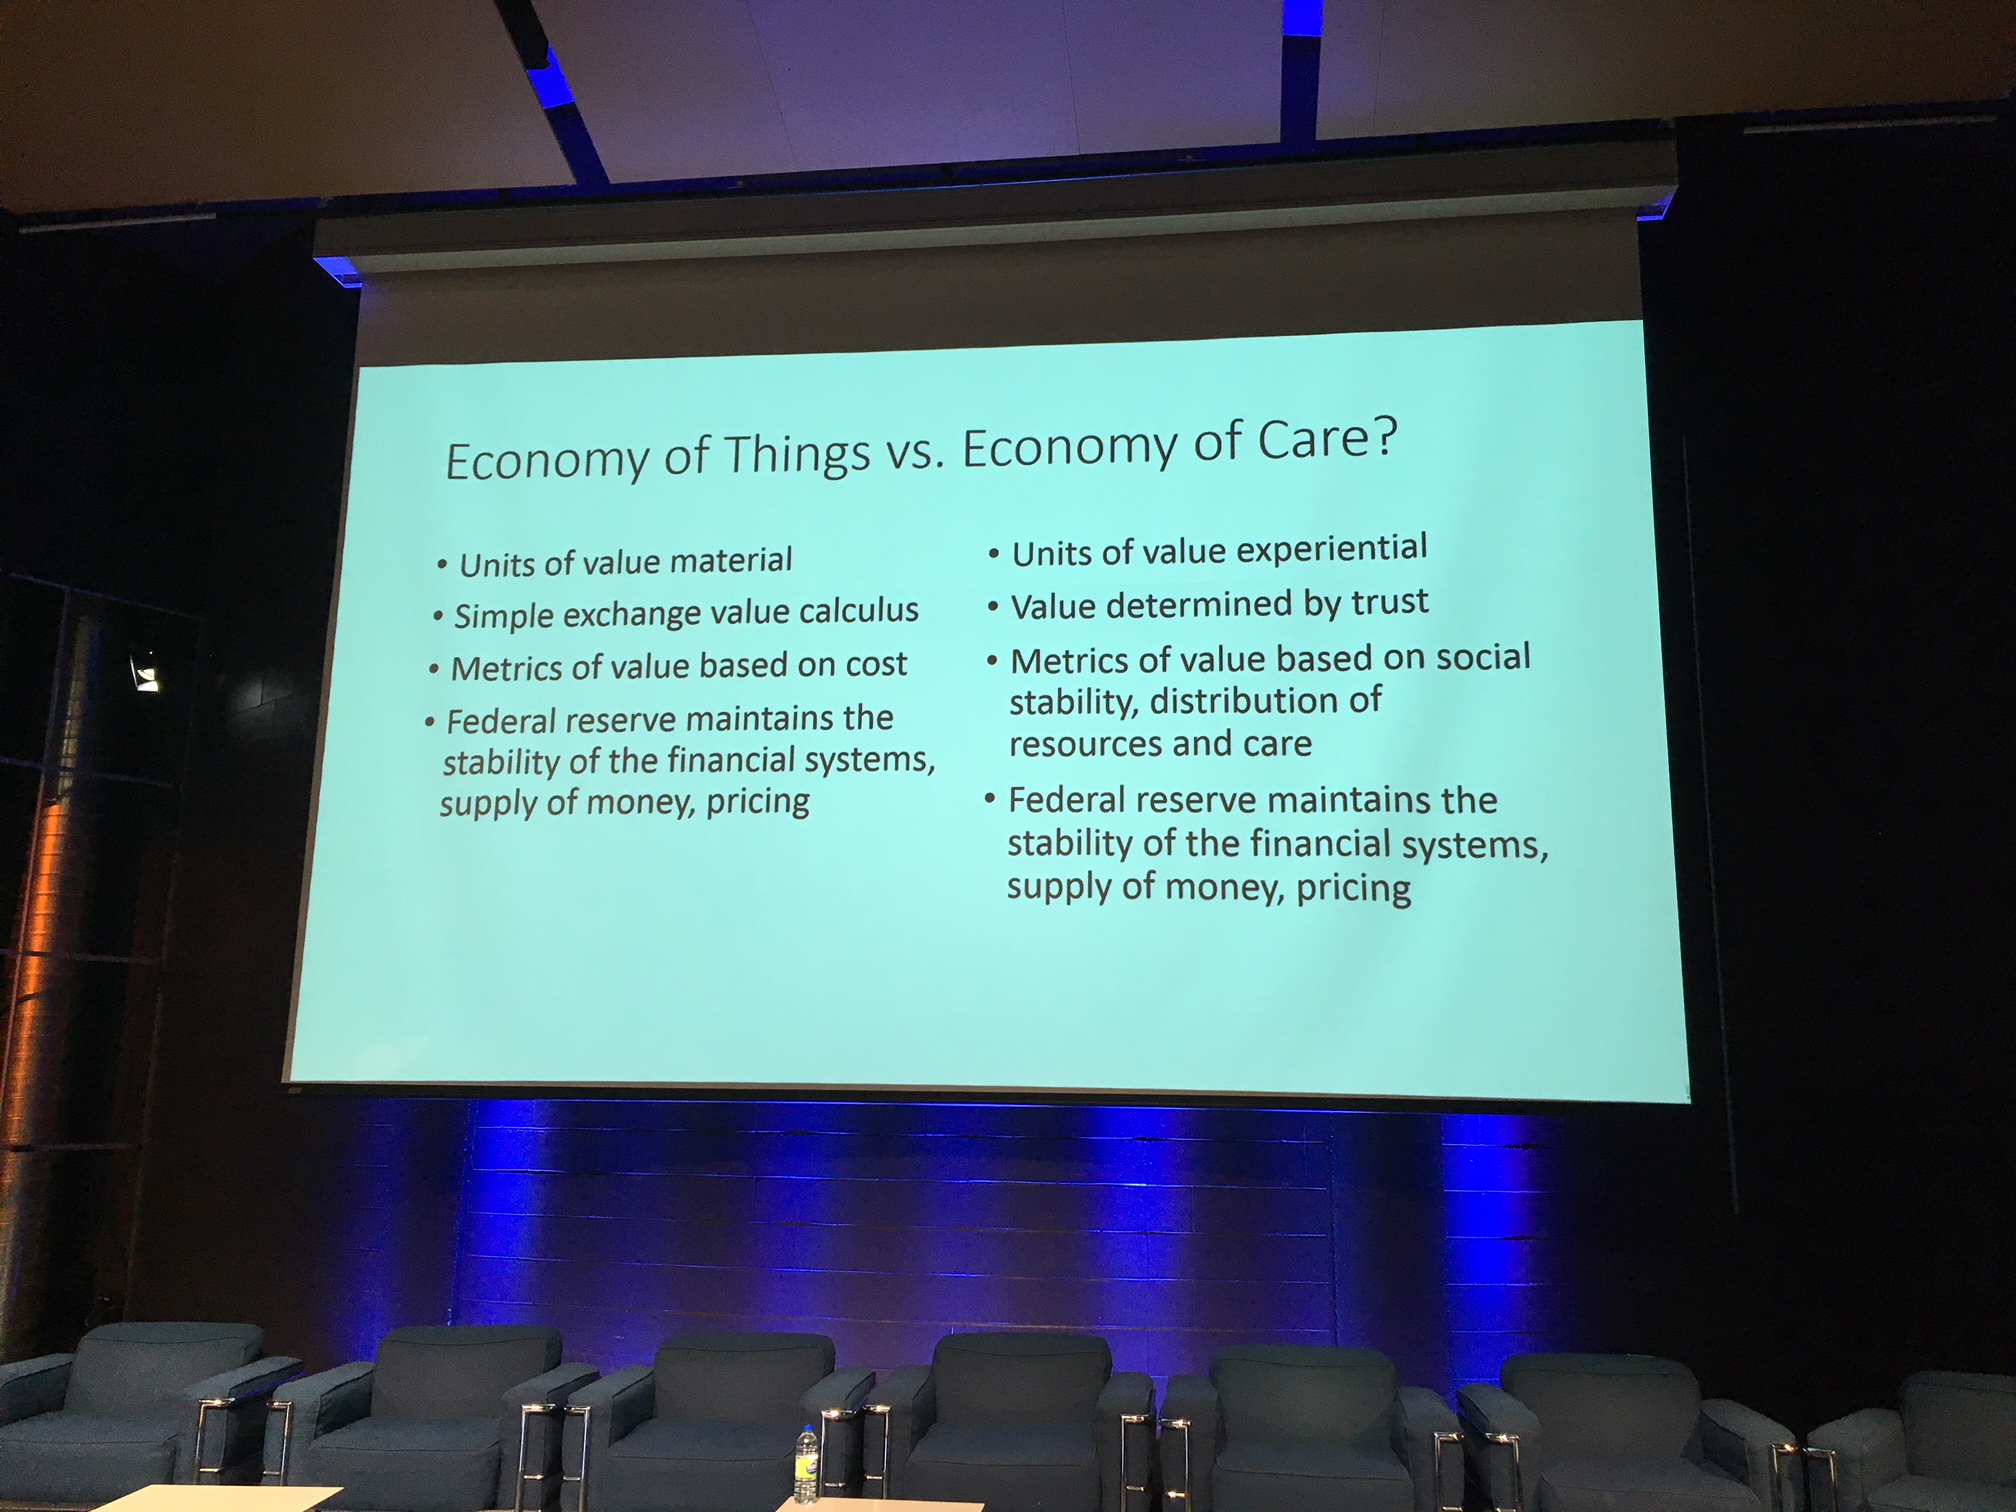 Economy of Things vs. Economy of Care?
• Units of value material
• Simple exchange value calculus
• Metrics of value based on cost
• Federal reserve maintains the
stability of the financial systems,
supply of money, pricing
• Units of value experiential
• Value determined by trust
• Metrics of value based on social
stability, distribution of
resources and care
• Federal reserve maintains the
stability of the financial systems,
supply of money, pricing